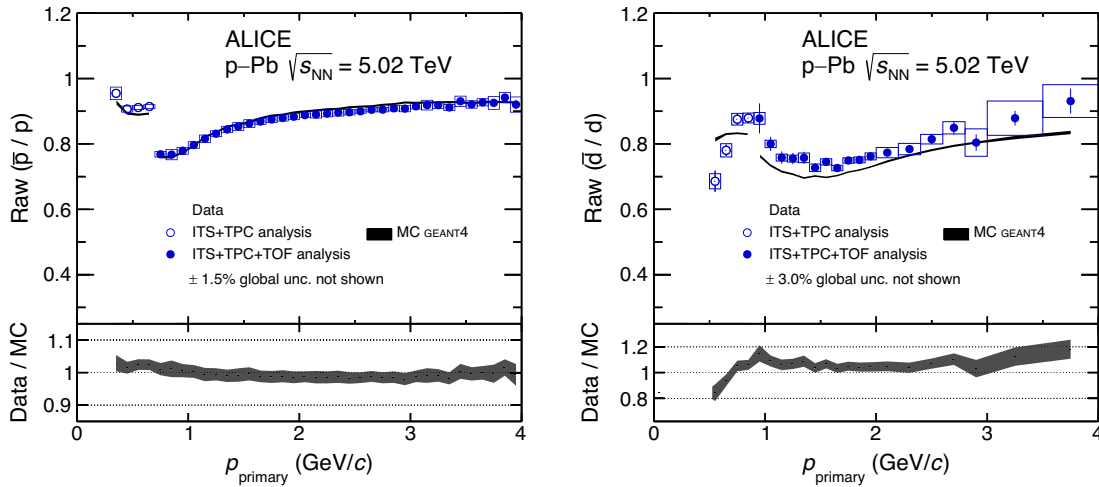 ALICE
p–Pb √sNN = 5.02 TeV
Raw (p̅ / p)
1
0.8
0.6
0.4
Data
ITS+TPC analysis
MC GEANT4
ITS+TPC+TOF analysis
± 1.5% global unc. not shown
Data / MC
1.1
1
0.9
0 1 2 3 4
pprimary (GeV/c)
ALICE
p–Pb √sNN = 5.02 TeV
Raw (d̅ / d)
1
0.8
0.6
0.4
Data
ITS+TPC analysis
MC GEANT4
ITS+TPC+TOF analysis
± 3.0% global unc. not shown
Data / MC
1.2
1
0.8
0 1 2 3 4
pprimary (GeV/c)